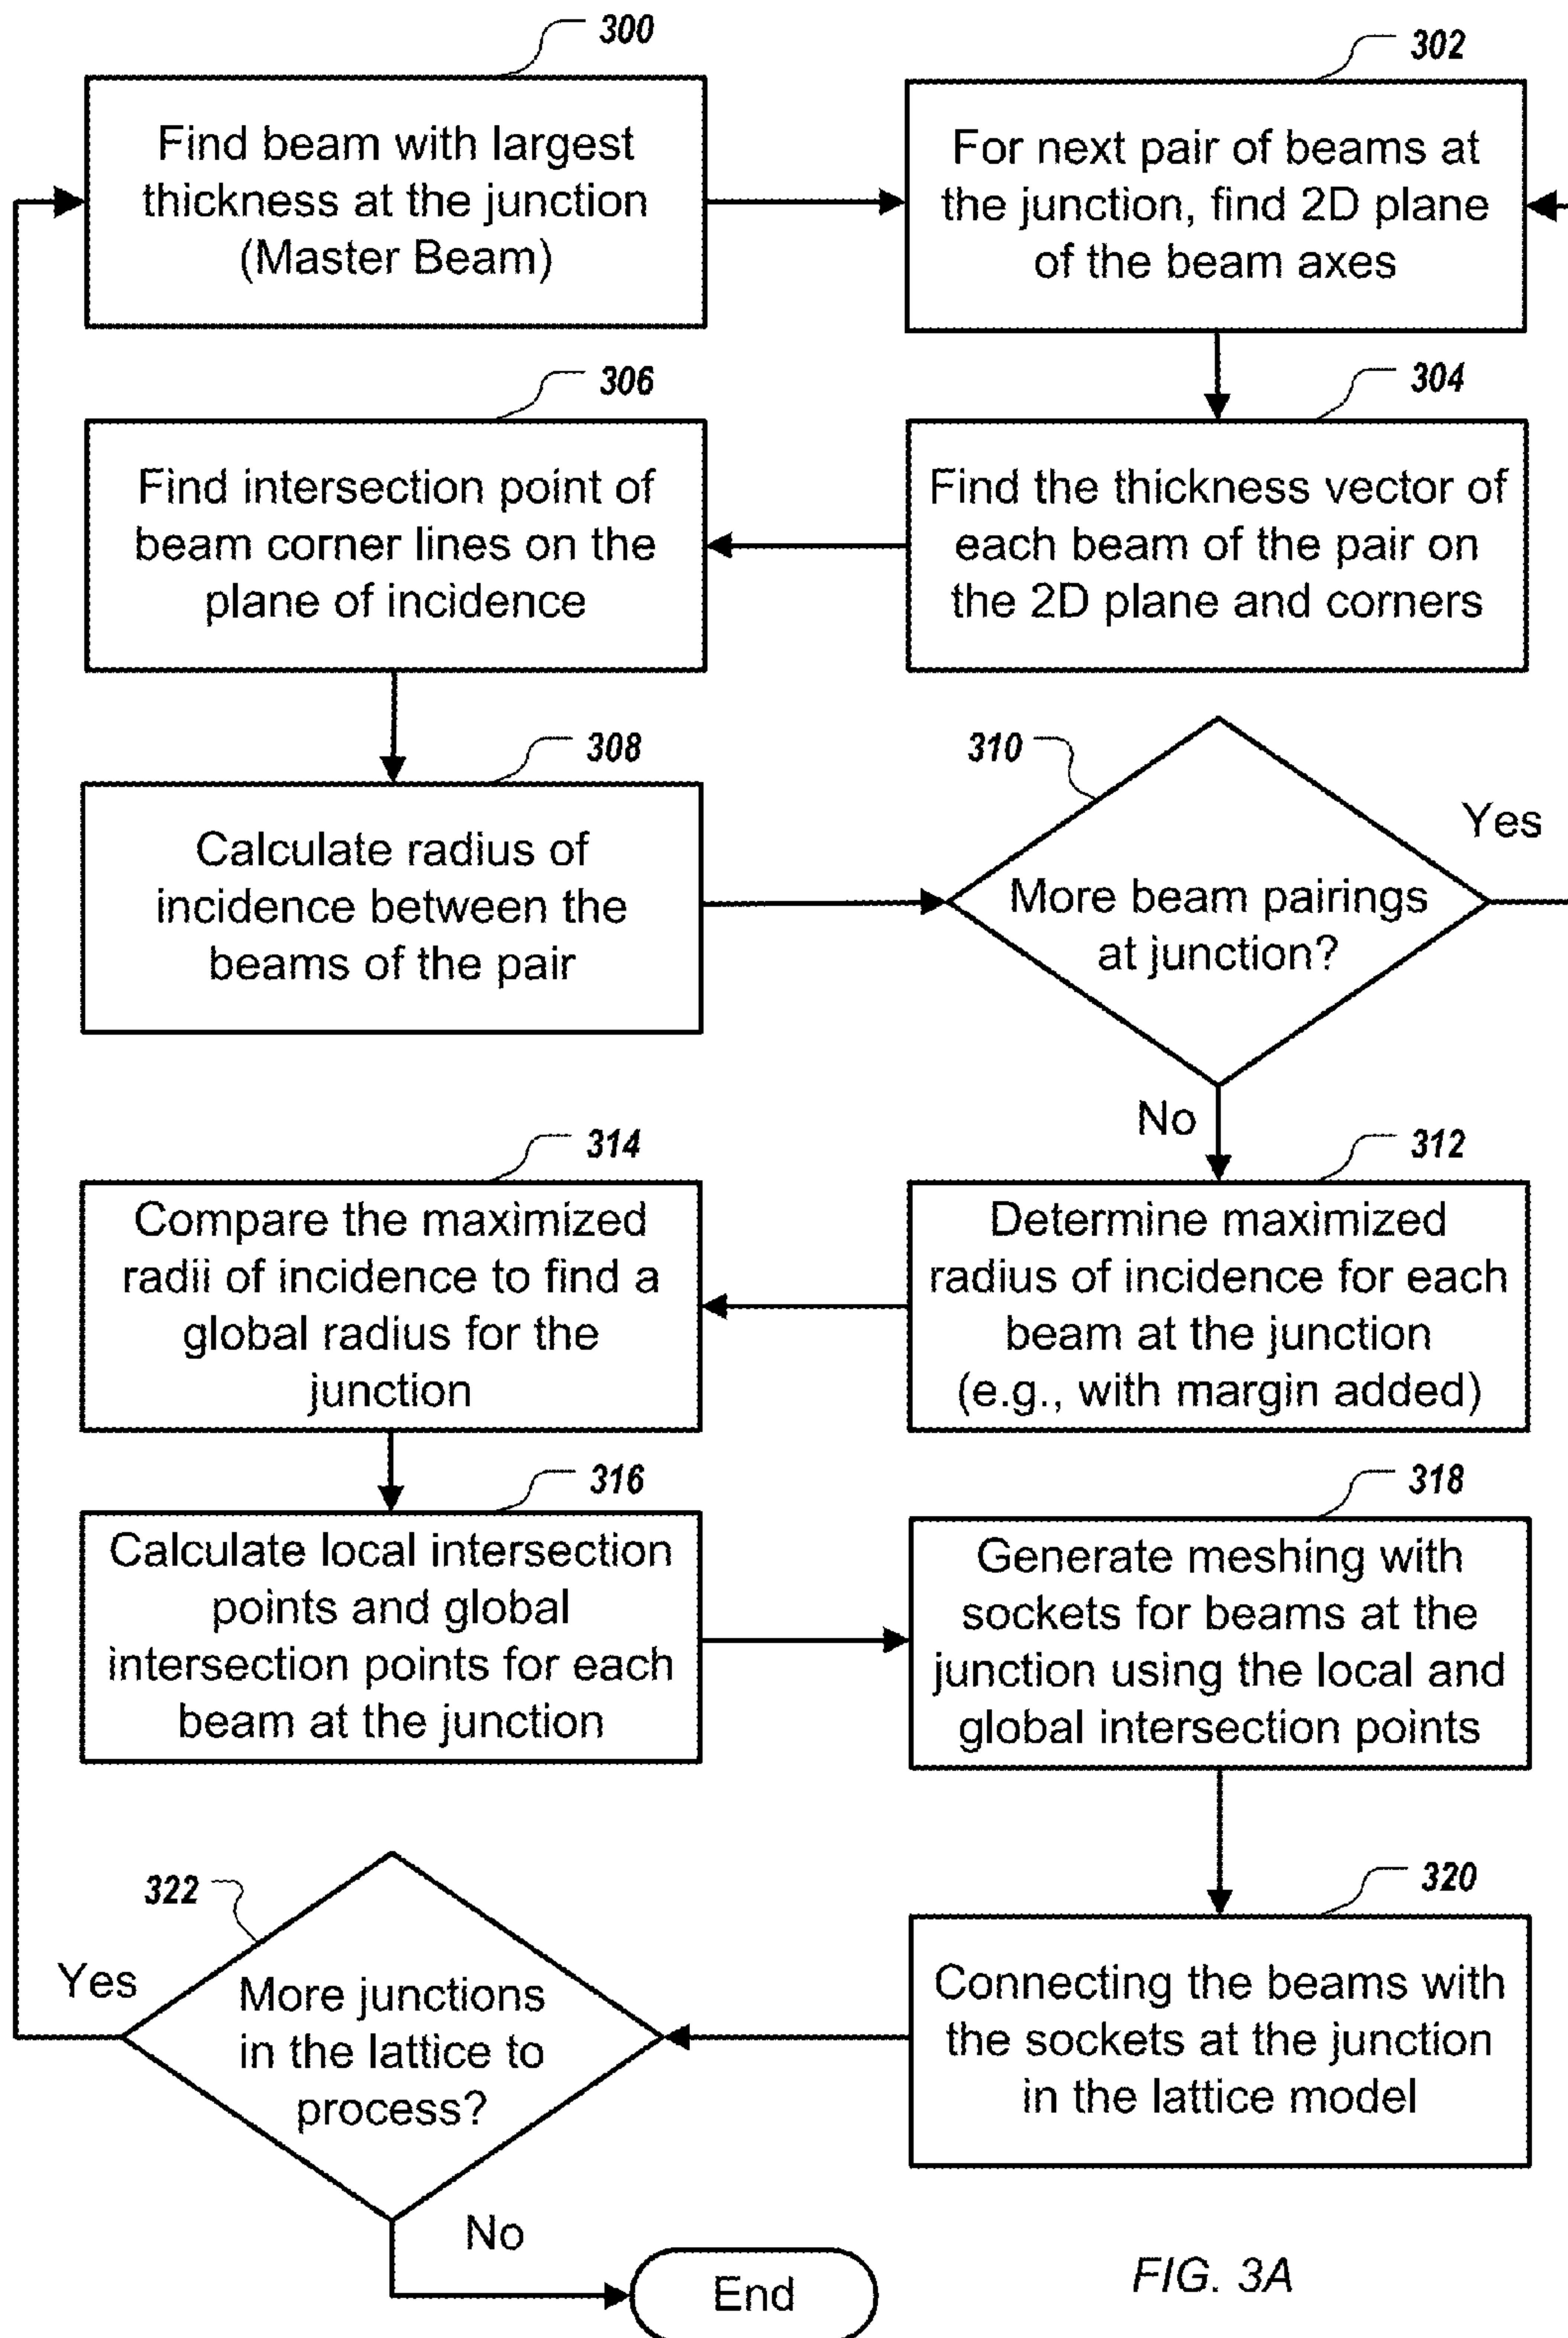 300
Find beam with largest
thickness at the junction
(Master Beam)
302
For next pair of beams at
the junction, find 2D plane
of the beam axes
304
Find the thickness vector of
each beam of the pair on
the 2D plane and corners
306
Find intersection point of
beam corner lines on the
plane of incidence
308
Calculate radius of
incidence between the
beams of the pair
310
More beam pairings
at junction?
Yes
No
312
Determine maximized
radius of incidence for each
beam at the junction
(e.g., with margin added)
314
Compare the maximized
radii of incidence to find a
global radius for the
junction
316
Calculate local intersection
points and global
intersection points for each
beam at the junction
318
Generate meshing with
sockets for beams at the
junction using the local and
global intersection points
320
Connecting the beams with
the sockets at the junction
in the lattice model
322
More junctions
in the lattice to
process?
Yes
No
End
FIG. 3A